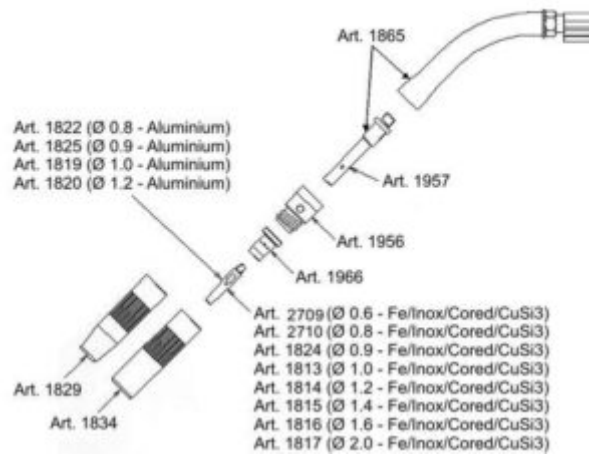 Art. 1865
Art. 1822 (Ø 0.8 - Aluminium)
Art. 1825 (Ø 0.9 - Aluminium)
Art. 1819 (Ø 1.0 - Aluminium)
Art. 1820 (Ø 1.2 - Aluminium)
Art. 1957
Art. 1956
Art. 1966
Art. 2709 (Ø 0.6 - Fe/Inox/Cored/CuSi3)
Art. 2710 (Ø 0.8 - Fe/Inox/Cored/CuSi3)
Art. 1824 (Ø 0.9 - Fe/Inox/Cored/CuSi3)
Art. 1813 (Ø 1.0 - Fe/Inox/Cored/CuSi3)
Art. 1814 (Ø 1.2 - Fe/Inox/Cored/CuSi3)
Art. 1815 (Ø 1.4 - Fe/Inox/Cored/CuSi3)
Art. 1816 (Ø 1.6 - Fe/Inox/Cored/CuSi3)
Art. 1817 (Ø 2.0 - Fe/Inox/Cored/CuSi3)
Art. 1829
Art. 1834